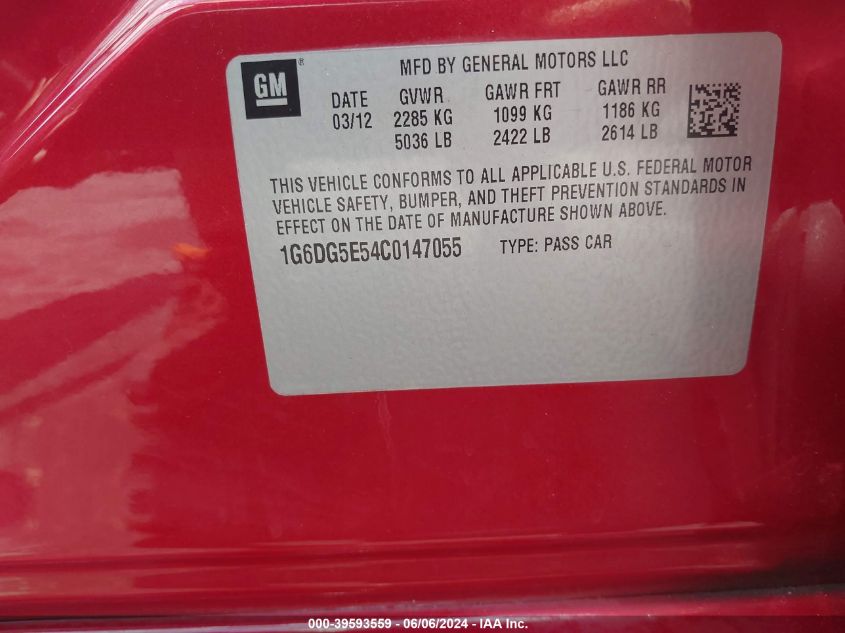 GM ®
MFD BY GENERAL MOTORS LLC
DATE GVWR GAWR FRT GAWR RR
03/12 2285 KG 1099 KG 1186 KG
5036 LB 2422 LB 2614 LB
THIS VEHICLE CONFORMS TO ALL APPLICABLE U.S. FEDERAL MOTOR
VEHICLE SAFETY, BUMPER, AND THEFT PREVENTION STANDARDS IN
EFFECT ON THE DATE OF MANUFACTURE SHOWN ABOVE.
1G6DG5E54C0147055 TYPE: PASS CAR
000-39593559 - 06/06/2024 - IAA Inc.